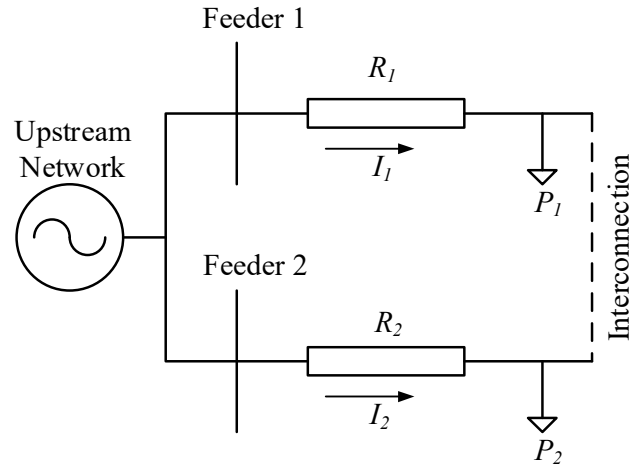 Feeder 1
R1
I1
P1
Upstream
Network
Interconnection
Feeder 2
R2
I2
P2